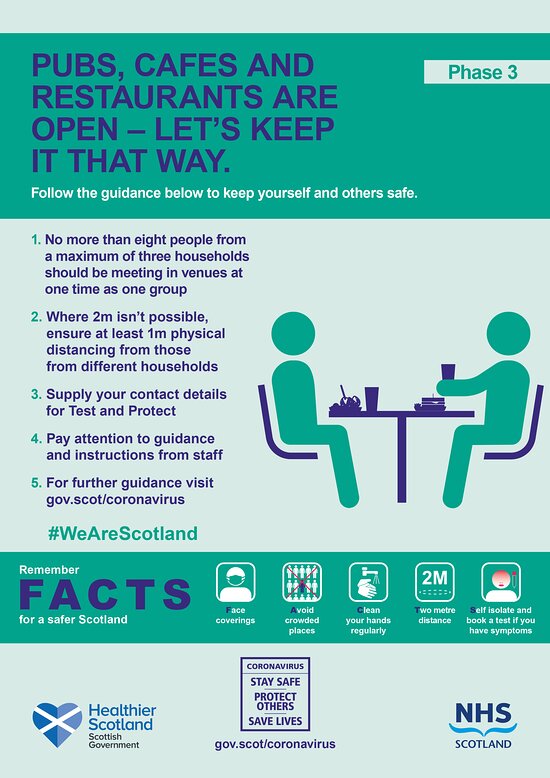 PUBS, CAFES AND
RESTAURANTS ARE
OPEN – LET'S KEEP
IT THAT WAY.
Phase 3
Follow the guidance below to keep yourself and others safe.
1. No more than eight people from
a maximum of three households
should be meeting in venues at
one time as one group
2. Where 2m isn't possible,
ensure at least 1m physical
distancing from those
from different households
3. Supply your contact details
for Test and Protect
4. Pay attention to guidance
and instructions from staff
5. For further guidance visit
gov.scot/coronavirus
#WeAreScotland
Remember
FACTS
for a safer Scotland
Face
coverings
Avoid
crowded
places
Clean
your hands
regularly
2M
Two metre
distance
Self isolate and
book a test if you
have symptoms
Healthier
Scotland
Scottish
Government
CORONAVIRUS
STAY SAFE
PROTECT
OTHERS
SAVE LIVES
gov.scot/coronavirus
NHS
SCOTLAND